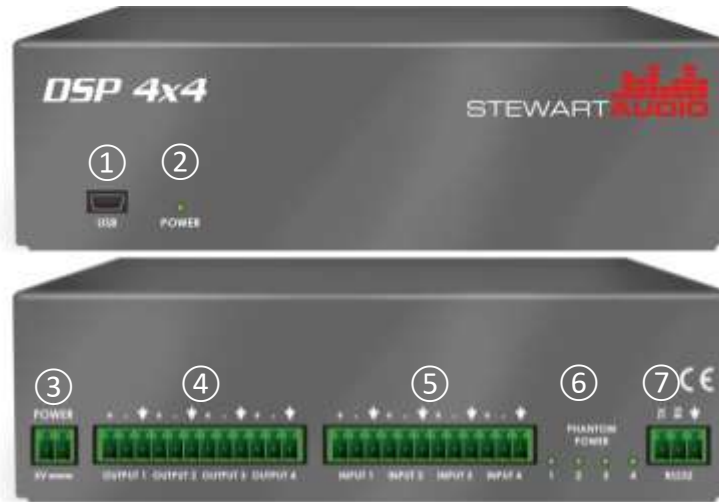 DSP 4x4
STEWART AUDIO
① ②
USB POWER
③ ④ ⑤ ⑥ ⑦ CE
POWER + - + - + - + - + - + - + - + -
PHANTOM
POWER
OUTPUT 1 OUTPUT 2 OUTPUT 3 OUTPUT 4 INPUT 1 INPUT 2 INPUT 3 INPUT 4 1 2 3 4 RS232